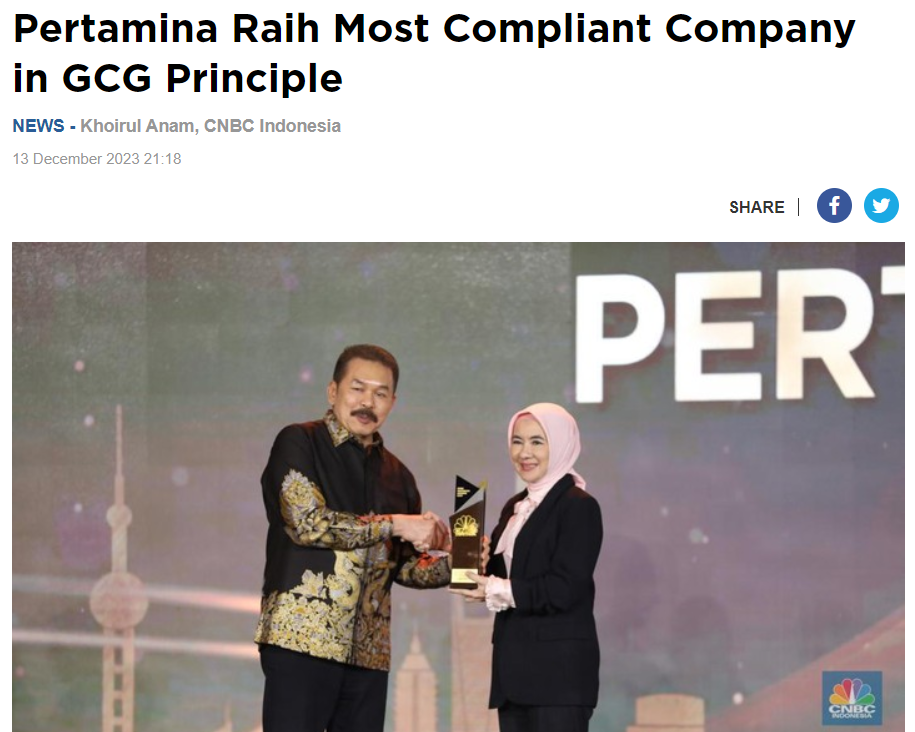 Pertamina Raih Most Compliant Company
in GCG Principle
NEWS - Khoirul Anam, CNBC Indonesia
13 December 2023 21:18
SHARE
PERT
CNBC
INDONESIA